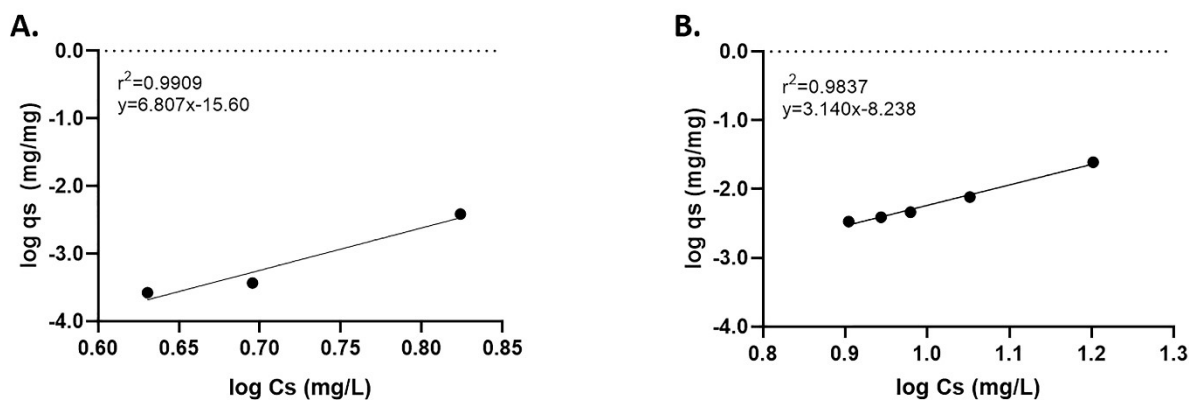 A.
r²=0.9909
y=6.807x-15.60
log qs (mg/mg)
0.0
-1.0
-2.0
-3.0
-4.0
0.60 0.65 0.70 0.75 0.80 0.85
log Cs (mg/L)
B.
r²=0.9837
y=3.140x-8.238
log qs (mg/mg)
0.0
-1.0
-2.0
-3.0
-4.0
0.8 0.9 1.0 1.1 1.2 1.3
log Cs (mg/L)